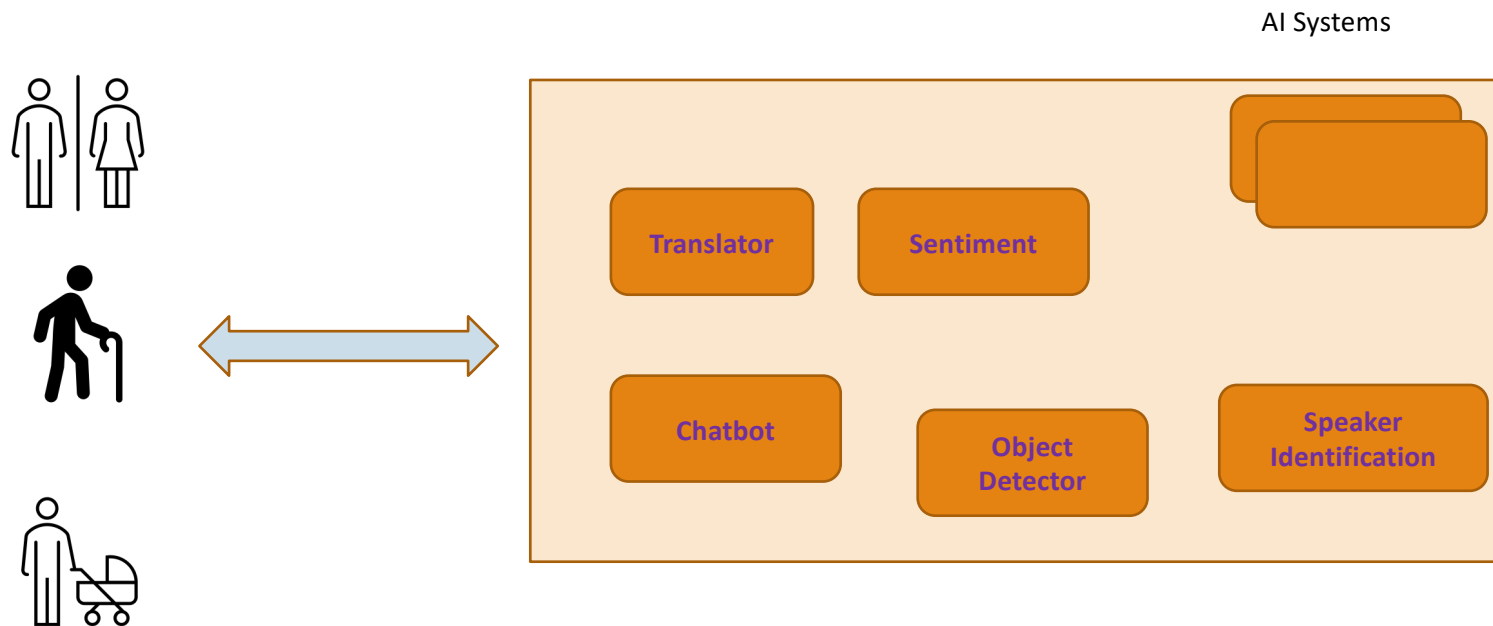 AI Systems
Translator
Sentiment
Chatbot
Object
Detector
Speaker
Identification